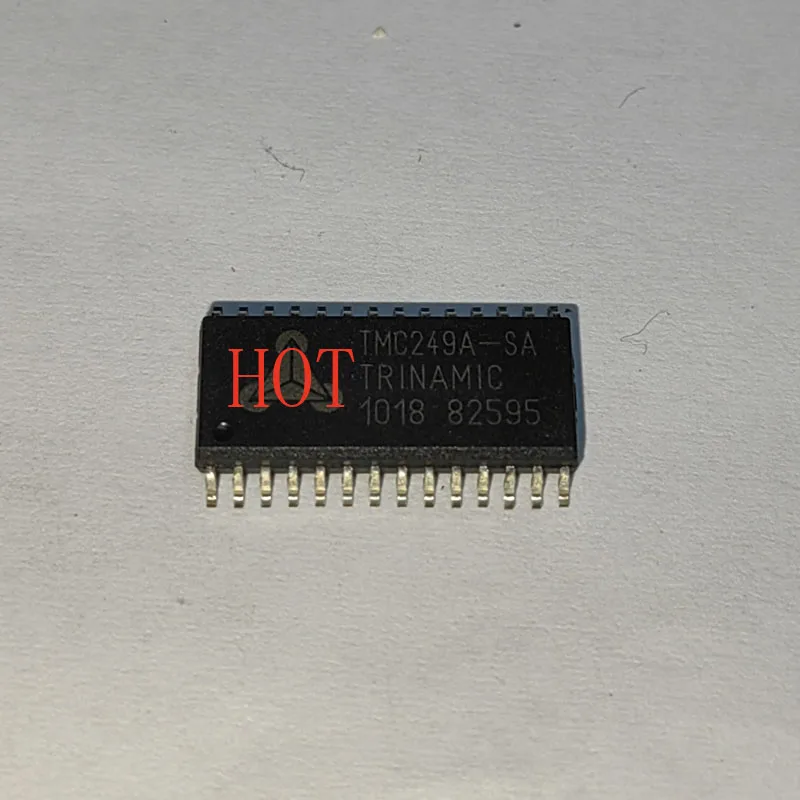 HOT
TMC249A-SA
TRINAMIC
1018 82595